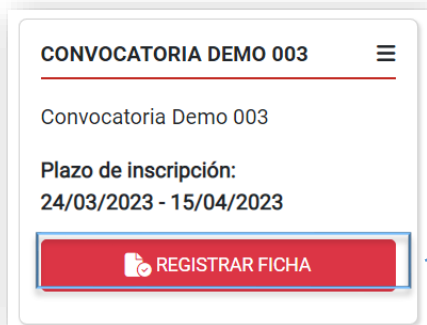 CONVOCATORIA DEMO 003
Convocatoria Demo 003
Plazo de inscripción:
24/03/2023 - 15/04/2023
REGISTRAR FICHA